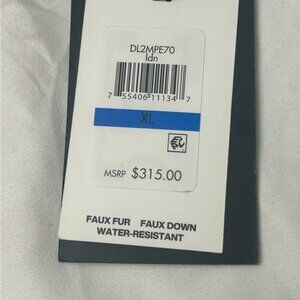 DL2MPE70
ldn
7 55406 11134 7
XL
MSRP $315.00
FAUX FUR FAUX DOWN
WATER-RESISTANT